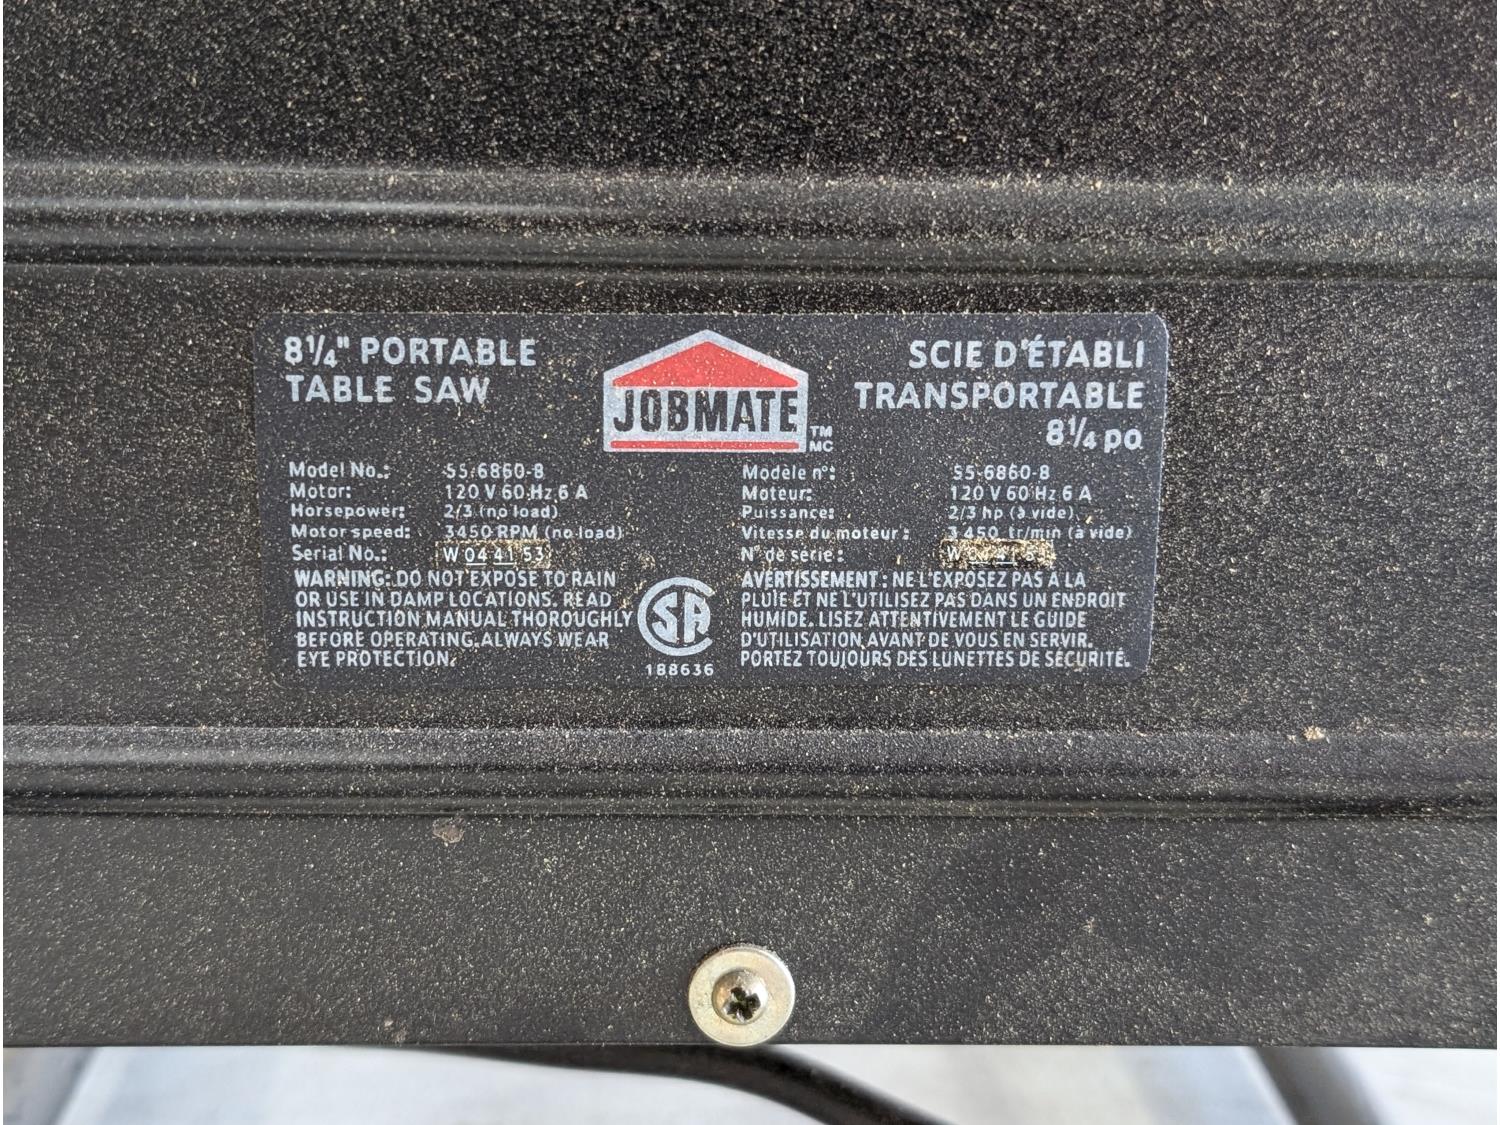 8 1/4" PORTABLE
TABLE SAW
JOBMATE
TM
MC
SCIE D'ÉTABLI
TRANSPORTABLE
8 1/4 po
Model No.: 55-6860-8
Motor: 120 V 60 Hz 6 A
Horsepower: 2/3 (no load)
Motor speed: 3450 RPM (no load)
Serial No.: W 04 41 53
WARNING: DO NOT EXPOSE TO RAIN
OR USE IN DAMP LOCATIONS. READ
INSTRUCTION MANUAL THOROUGHLY
BEFORE OPERATING. ALWAYS WEAR
EYE PROTECTION.
SA
188636
Modèle n°: 55-6860-8
Moteur: 120 V 60 Hz 6 A
Puissance: 2/3 hp (à vide)
Vitesse du moteur: 3 450 tr/min (à vide)
N° de série: W
AVERTISSEMENT : NE L'EXPOSEZ PAS À LA
PLUIE ET NE L'UTILISEZ PAS DANS UN ENDROIT
HUMIDE. LISEZ ATTENTIVEMENT LE GUIDE
D'UTILISATION AVANT DE VOUS EN SERVIR.
PORTEZ TOUJOURS DES LUNETTES DE SÉCURITÉ.